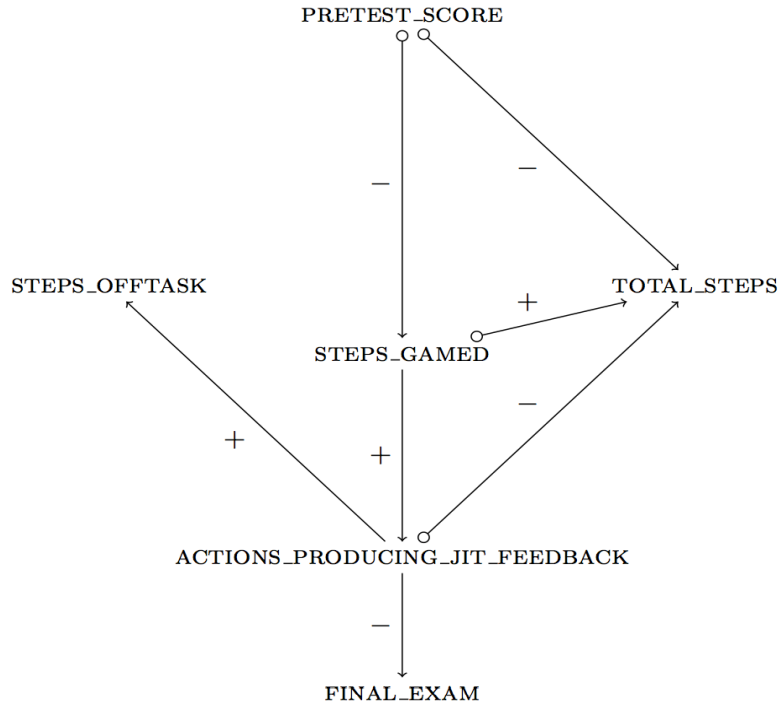 PRETEST_SCORE
−
−
STEPS_OFFTASK
TOTAL_STEPS
+
STEPS_GAMED
−
+
+
ACTIONS_PRODUCING_JIT_FEEDBACK
−
FINAL_EXAM